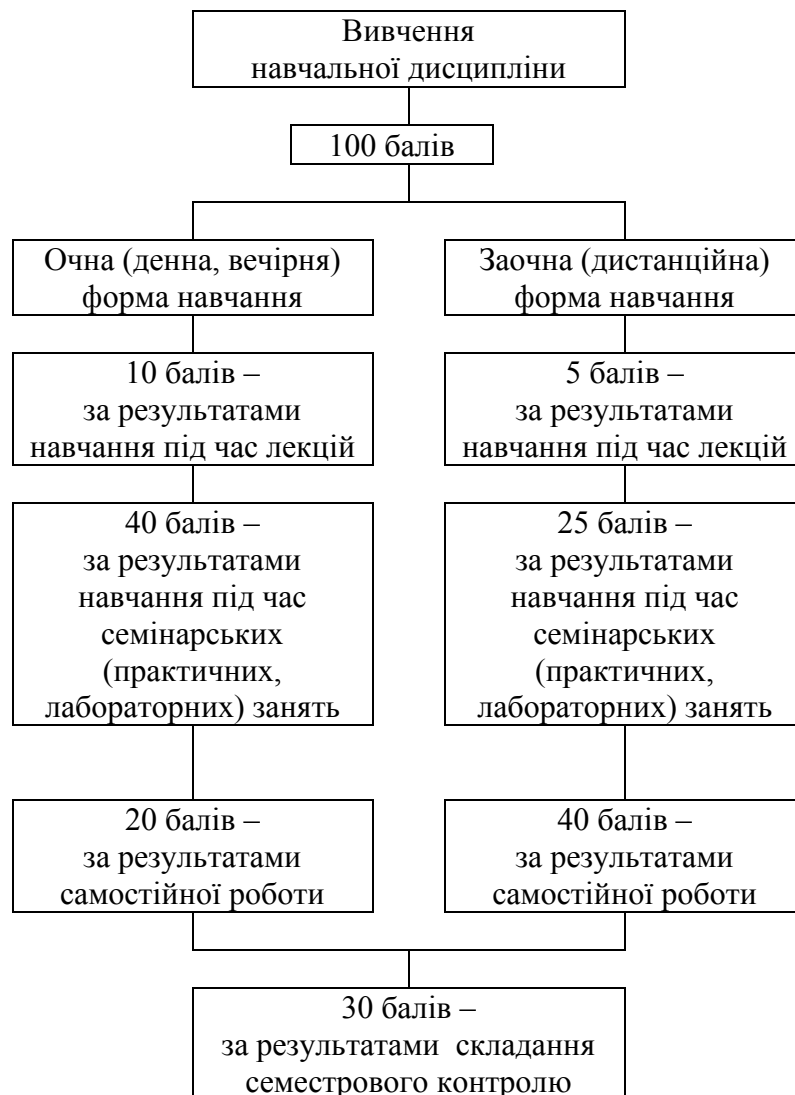 Вивчення
навчальної дисципліни
100 балів
Очна (денна, вечірня)
форма навчання
Заочна (дистанційна)
форма навчання
10 балів –
за результатами
навчання під час лекцій
5 балів –
за результатами
навчання під час лекцій
40 балів –
за результатами
навчання під час
семінарських
(практичних,
лабораторних) занять
25 балів –
за результатами
навчання під час
семінарських
(практичних,
лабораторних) занять
20 балів –
за результатами
самостійної роботи
40 балів –
за результатами
самостійної роботи
30 балів –
за результатами складання
семестрового контролю